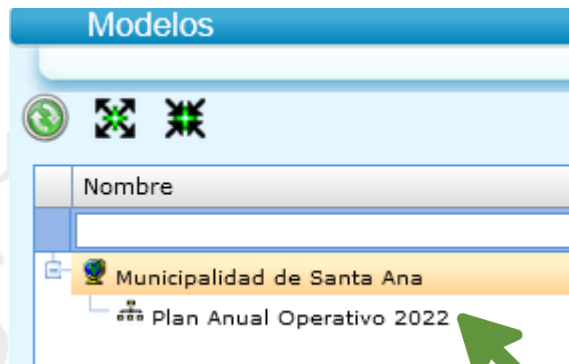 Modelos
Nombre
Municipalidad de Santa Ana
Plan Anual Operativo 2022